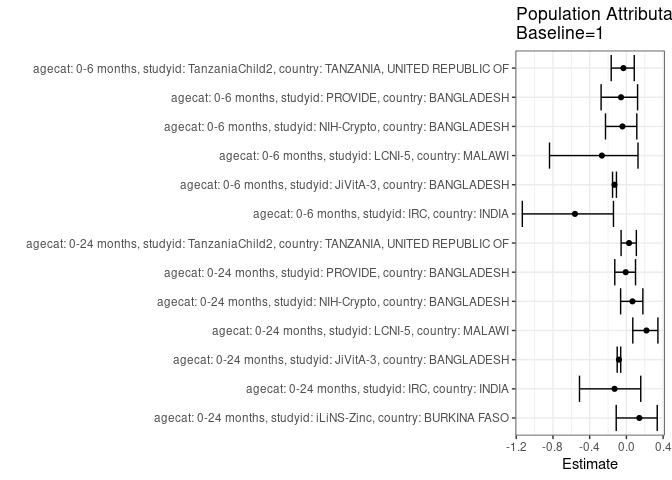 Population Attributa
Baseline=1
agecat: 0-6 months, studyid: TanzaniaChild2, country: TANZANIA, UNITED REPUBLIC OF
agecat: 0-6 months, studyid: PROVIDE, country: BANGLADESH
agecat: 0-6 months, studyid: NIH-Crypto, country: BANGLADESH
agecat: 0-6 months, studyid: LCNI-5, country: MALAWI
agecat: 0-6 months, studyid: JiVitA-3, country: BANGLADESH
agecat: 0-6 months, studyid: IRC, country: INDIA
agecat: 0-24 months, studyid: TanzaniaChild2, country: TANZANIA, UNITED REPUBLIC OF
agecat: 0-24 months, studyid: PROVIDE, country: BANGLADESH
agecat: 0-24 months, studyid: NIH-Crypto, country: BANGLADESH
agecat: 0-24 months, studyid: LCNI-5, country: MALAWI
agecat: 0-24 months, studyid: JiVitA-3, country: BANGLADESH
agecat: 0-24 months, studyid: IRC, country: INDIA
agecat: 0-24 months, studyid: iLiNS-Zinc, country: BURKINA FASO
-1.2 -0.8 -0.4 0.0 0.4
Estimate